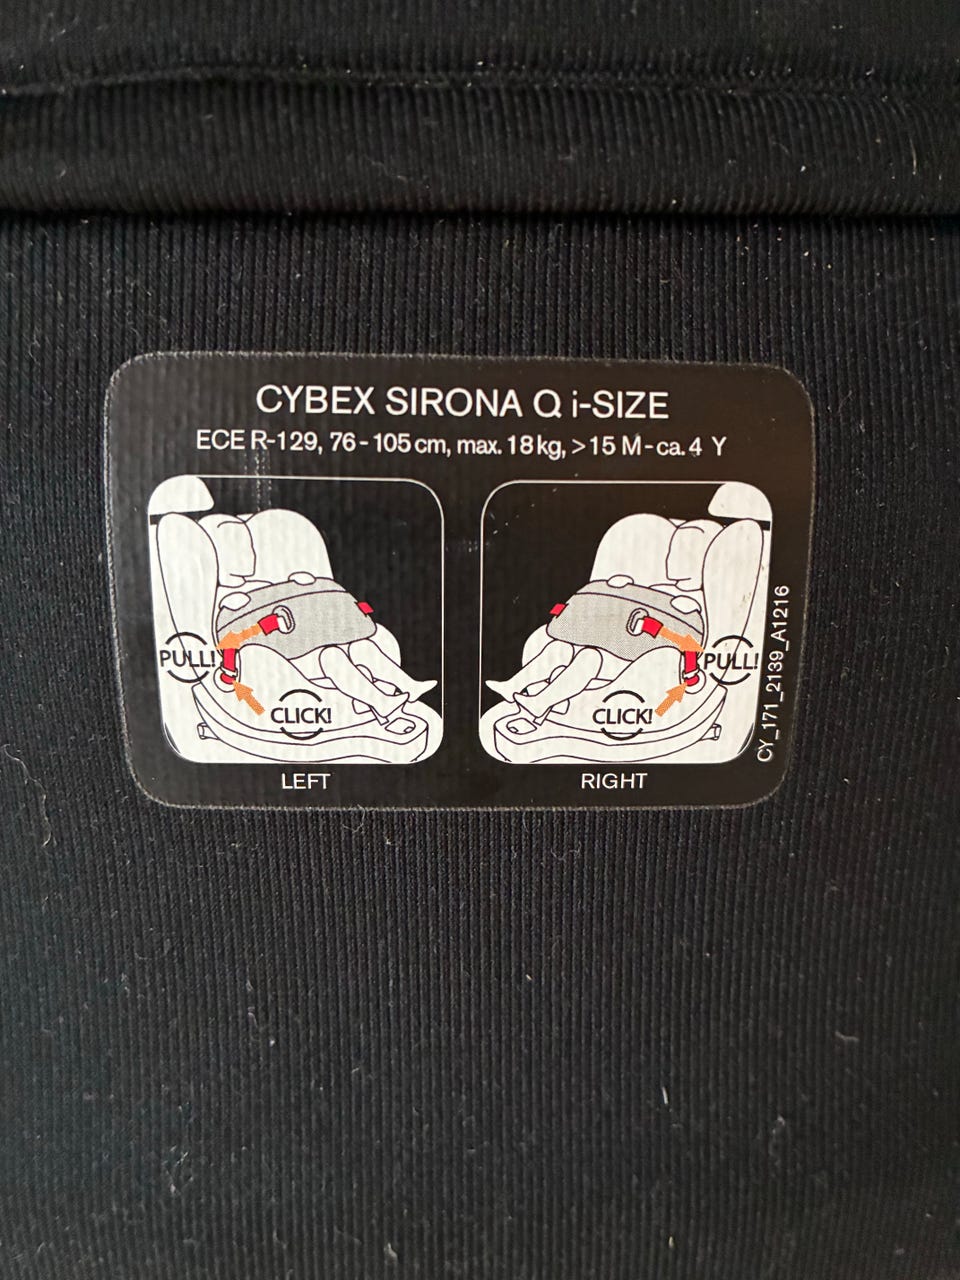 CYBEX SIRONA Q i-SIZE
ECE R-129, 76-105 cm, max. 18 kg, >15 M - ca. 4 Y
PULL!
CLICK!
LEFT
CLICK!
PULL!
RIGHT
CY_171_2139_A1216